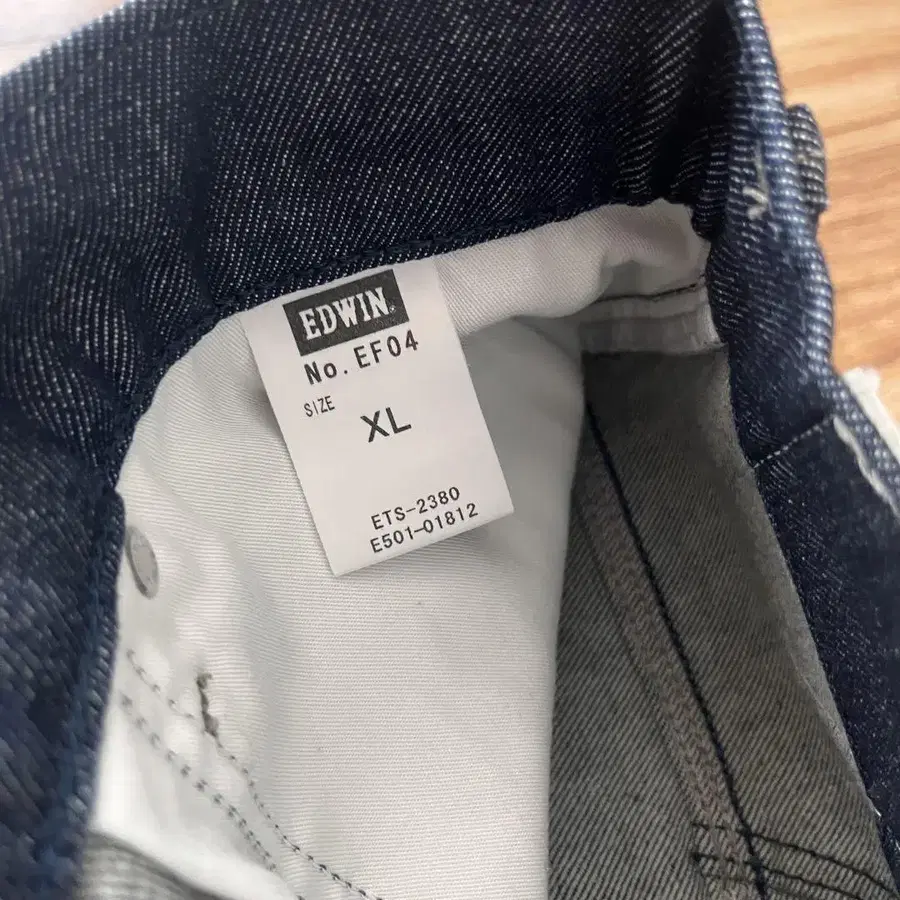 EDWIN.
No. EF04
SIZE
XL
ETS-2380
E501-01812